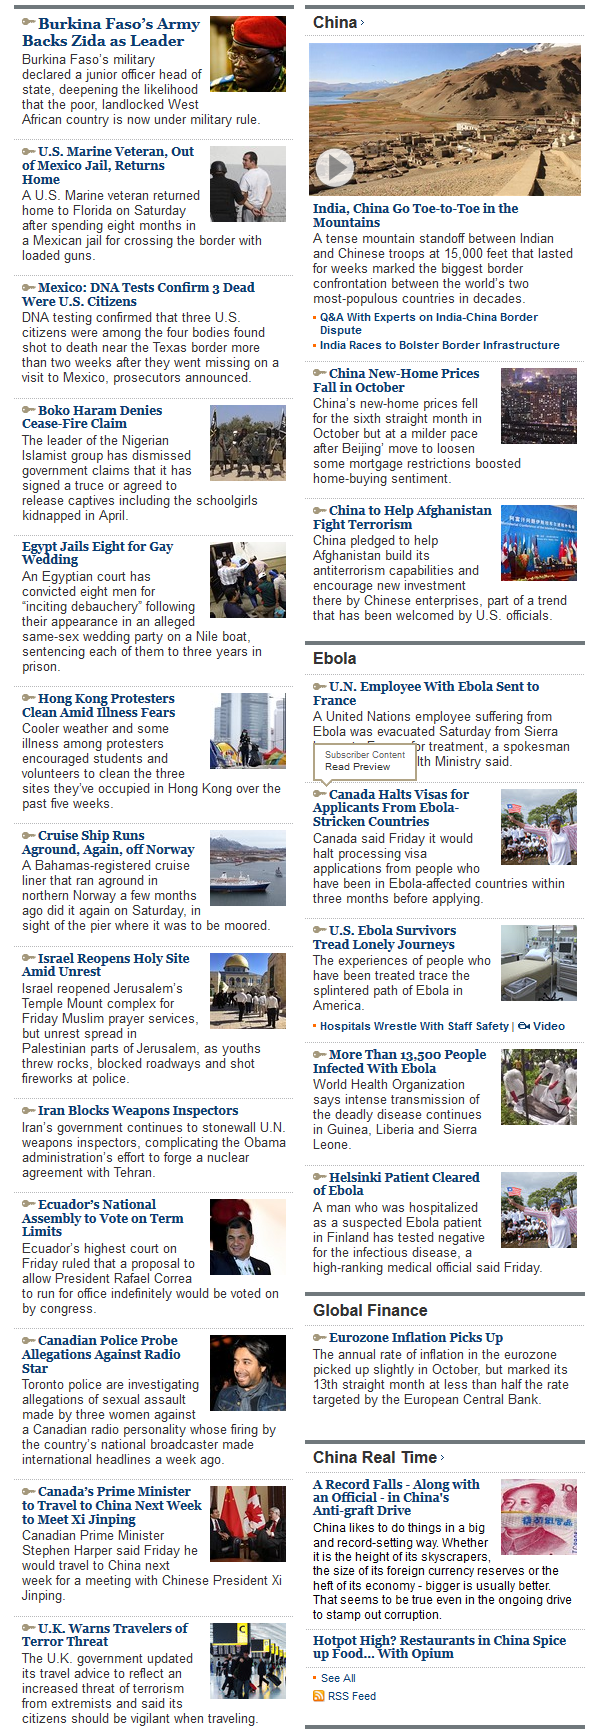 Burkina Faso's Army
Backs Zida as Leader
Burkina Faso's military
declared a junior officer head of
state, deepening the likelihood
that the poor, landlocked West
African country is now under military rule.
U.S. Marine Veteran, Out
of Mexico Jail, Returns
Home
A U.S. Marine veteran returned
home to Florida on Saturday
after spending eight months in
a Mexican jail for crossing the border with
loaded guns.
Mexico: DNA Tests Confirm 3 Dead
Were U.S. Citizens
DNA testing confirmed that three U.S.
citizens were among the four bodies found
shot to death near the Texas border more
than two weeks after they went missing on a
visit to Mexico, prosecutors announced.
Boko Haram Denies
Cease-Fire Claim
The leader of the Nigerian
Islamist group has dismissed
government claims that it has
signed a truce or agreed to
release captives including the schoolgirls
kidnapped in April.
Egypt Jails Eight for Gay
Wedding
An Egyptian court has
convicted eight men for
“inciting debauchery” following
their appearance in an alleged
same-sex wedding party on a Nile boat,
sentencing each of them to three years in
prison.
Hong Kong Protesters
Clean Amid Illness Fears
Cooler weather and some
illness among protesters
encouraged students and
volunteers to clean the three
sites they've occupied in Hong Kong over the
past five weeks.
Cruise Ship Runs
Aground, Again, off Norway
A Bahamas-registered cruise
liner that ran aground in
northern Norway a few months
ago did it again on Saturday, in
sight of the pier where it was to be moored.
Israel Reopens Holy Site
Amid Unrest
Israel reopened Jerusalem's
Temple Mount complex for
Friday Muslim prayer services,
but unrest spread in
Palestinian parts of Jerusalem, as youths
threw rocks, blocked roadways and shot
fireworks at police.
Iran Blocks Weapons Inspectors
Iran's government continues to stonewall U.N.
weapons inspectors, complicating the Obama
administration's effort to forge a nuclear
agreement with Tehran.
Ecuador's National
Assembly to Vote on Term
Limits
Ecuador's highest court on
Friday ruled that a proposal to
allow President Rafael Correa
to run for office indefinitely would be voted on
by congress.
Canadian Police Probe
Allegations Against Radio
Star
Toronto police are investigating
allegations of sexual assault
made by three women against
a Canadian radio personality whose firing by
the country's national broadcaster made
international headlines a week ago.
Canada's Prime Minister
to Travel to China Next Week
to Meet Xi Jinping
Canadian Prime Minister
Stephen Harper said Friday he
would travel to China next
week for a meeting with Chinese President Xi
Jinping.
U.K. Warns Travelers of
Terror Threat
The U.K. government updated
its travel advice to reflect an
increased threat of terrorism
from extremists and said its
citizens should be vigilant when traveling.
China
India, China Go Toe-to-Toe in the
Mountains
A tense mountain standoff between Indian
and Chinese troops at 15,000 feet that lasted
for weeks marked the biggest border
confrontation between the world's two
most-populous countries in decades.
Q&A With Experts on India-China Border
Dispute
India Races to Bolster Border Infrastructure
China New-Home Prices
Fall in October
China's new-home prices fell
for the sixth straight month in
October but at a milder pace
after Beijing' move to loosen
some mortgage restrictions boosted
home-buying sentiment.
China to Help Afghanistan
Fight Terrorism
China pledged to help
Afghanistan build its
antiterrorism capabilities and
encourage new investment
there by Chinese enterprises, part of a trend
that has been welcomed by U.S. officials.
Ebola
U.N. Employee With Ebola Sent to
France
A United Nations employee suffering from
Ebola was evacuated Saturday from Sierra
or treatment, a spokesman
Ministry said.
Subscriber Content
Read Preview
Canada Halts Visas for
Applicants From Ebola-
Stricken Countries
Canada said Friday it would
halt processing visa
applications from people who
have been in Ebola-affected countries within
three months before applying.
U.S. Ebola Survivors
Tread Lonely Journeys
The experiences of people who
have been treated trace the
splintered path of Ebola in
America.
Hospitals Wrestle With Staff Safety | Video
More Than 13,500 People
Infected With Ebola
World Health Organization
says intense transmission of
the deadly disease continues
in Guinea, Liberia and Sierra
Leone.
Helsinki Patient Cleared
of Ebola
A man who was hospitalized
as a suspected Ebola patient
in Finland has tested negative
for the infectious disease, a
high-ranking medical official said Friday.
Global Finance
Eurozone Inflation Picks Up
The annual rate of inflation in the eurozone
picked up slightly in October, but marked its
13th straight month at less than half the rate
targeted by the European Central Bank.
China Real Time
A Record Falls - Along with
an Official - in China's
Anti-graft Drive
China likes to do things in a big
and record-setting way. Whether
it is the height of its skyscrapers,
the size of its foreign currency reserves or the
heft of its economy - bigger is usually better.
That seems to be true even in the ongoing drive
to stamp out corruption.
Hotpot High? Restaurants in China Spice
up Food... With Opium
See All
RSS Feed